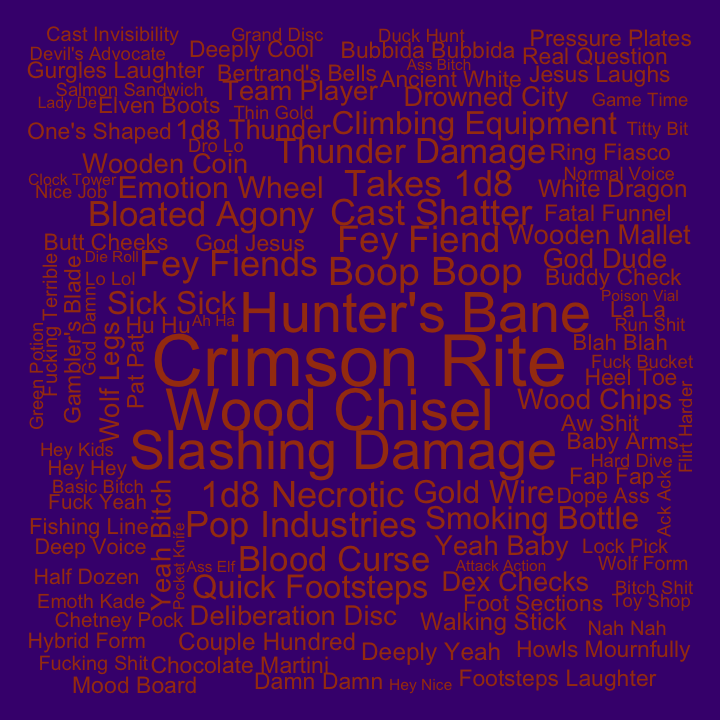 Cast Invisibility
Grand Disc
Duck Hunt
Pressure Plates
Devil's Advocate
Deeply Cool
Bubbida Bubbida
Real Question
Gurgles Laughter
Bertrand's Bells
Ass Bitch
Ancient White
Jesus Laughs
Salmon Sandwich
Team Player
Drowned City
Game Time
Lady De
Elven Boots
Thin Gold
One's Shaped
1d8 Thunder
Climbing Equipment
Titty Bit
Dro Lo
Thunder Damage
Ring Fiasco
Wooden Coin
Normal Voice
Clock Tower
Nice Job
Emotion Wheel
Takes 1d8
White Dragon
Bloated Agony
Cast Shatter
Fatal Funnel
Butt Cheeks
God Jesus
Fey Fiend
Wooden Mallet
Die Roll
Fey Fiends
Boop Boop
God Dude
Lo Lol
Buddy Check
Fucking Terrible
Gambler's Blade
God Damn
Sick Sick
Hunter's Bane
Poison Vial
La La
Hu Hu
Ah Ha
Run Shit
Green Potion
Wolf Legs
Pat Pat
Crimson Rite
Blah Blah
Fuck Bucket
Heel Toe
Wood Chisel
Wood Chips
Flirt Harder
Aw Shit
Slashing Damage
Baby Arms
Hey Kids
Hard Dive
Hey Hey
Fap Fap
Basic Bitch
1d8 Necrotic
Gold Wire
Dope Ass
Ack Ack
Fuck Yeah
Yeah Bitch
Fishing Line
Pop Industries
Smoking Bottle
Deep Voice
Pocket Knife
Blood Curse
Yeah Baby
Lock Pick
Ass Elf
Attack Action
Wolf Form
Half Dozen
Quick Footsteps
Dex Checks
Bitch Shit
Emoth Kade
Foot Sections
Toy Shop
Chetney Pock
Deliberation Disc
Walking Stick
Nah Nah
Hybrid Form
Couple Hundred
Deeply Yeah
Howls Mournfully
Fucking Shit
Chocolate Martini
Mood Board
Damn Damn
Hey Nice
Footsteps Laughter